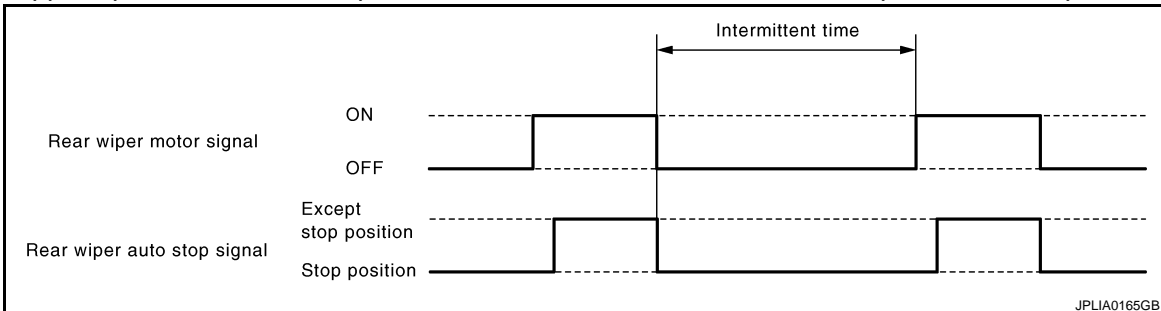 Intermittent time
ON
Rear wiper motor signal
OFF
Except
stop position
Rear wiper auto stop signal
Stop position
JPLIA0165GB